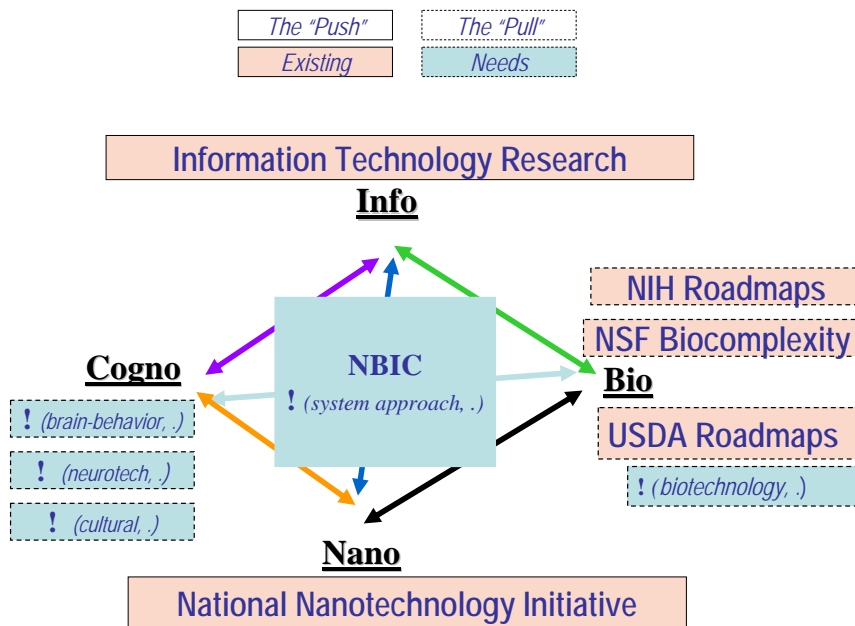 The “Push”
The “Pull”
Existing
Needs
Information Technology Research
Info
NIH Roadmaps
NSF Biocomplexity
Cogno
NBIC
Bio
! (system approach, .)
! (brain-behavior, .)
USDA Roadmaps
! (neurotech, .)
! (biotechnology, .)
! (cultural, .)
Nano
National Nanotechnology Initiative